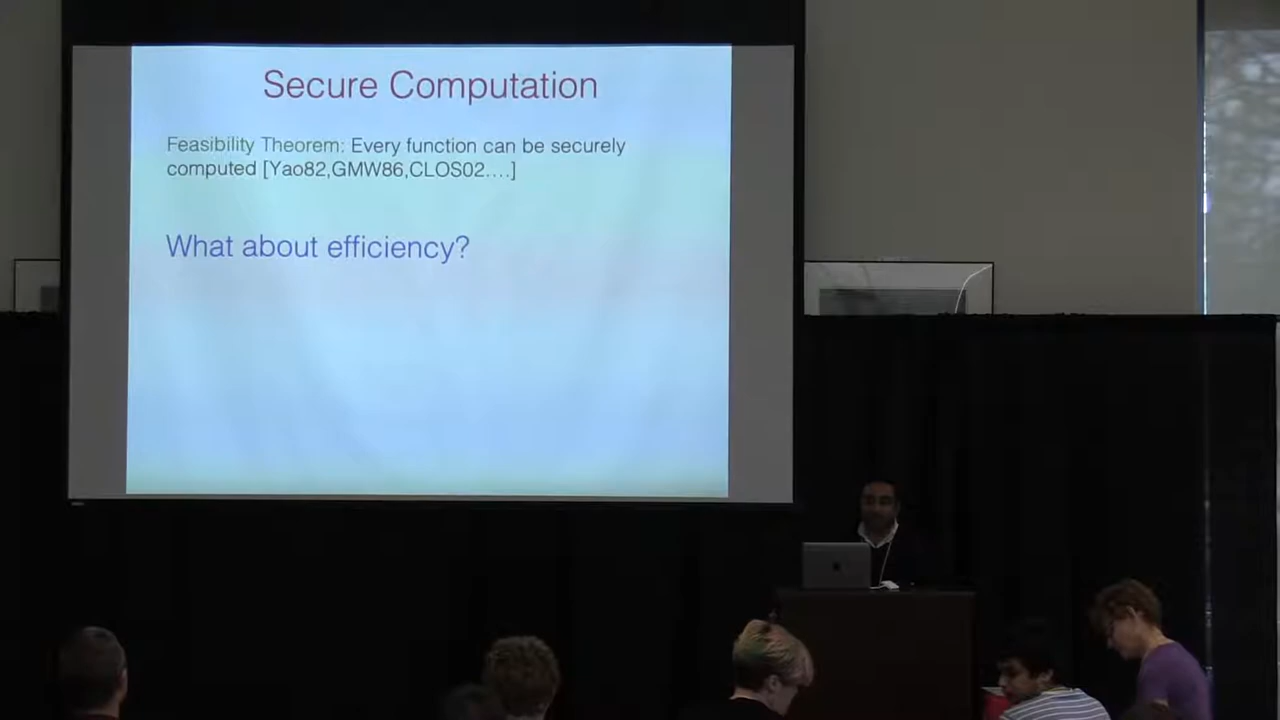 Secure Computation
Feasibility Theorem: Every function can be securely
computed [Yao82,GMW86,CLOS02....]
What about efficiency?